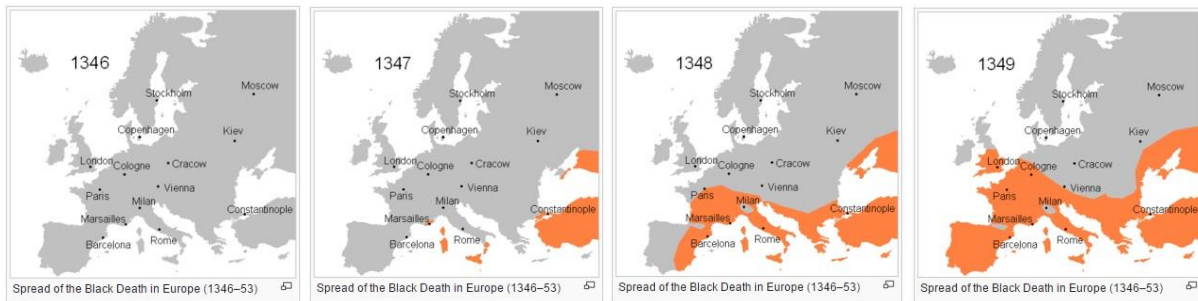 1346
Moscow
Stockholm
Copenhagen
Kiev
London
Cologne
Cracow
Paris
Vienna
Milan
Marsailles
Constantinople
Barcelona
Rome
Spread of the Black Death in Europe (1346–53)
1347
Moscow
Stockholm
Copenhagen
Kiev
London
Cologne
Cracow
Paris
Vienna
Milan
Marsailles
Constantinople
Barcelona
Rome
Spread of the Black Death in Europe (1346–53)
1348
Moscow
Stockholm
Copenhagen
Kiev
London
Cologne
Cracow
Paris
Vienna
Milan
Marsailles
Constantinople
Barcelona
Rome
Spread of the Black Death in Europe (1346–53)
1349
Moscow
Stockholm
Copenhagen
Kiev
London
Cologne
Cracow
Paris
Vienna
Milan
Marsailles
Constantinople
Barcelona
Rome
Spread of the Black Death in Europe (1346–53)